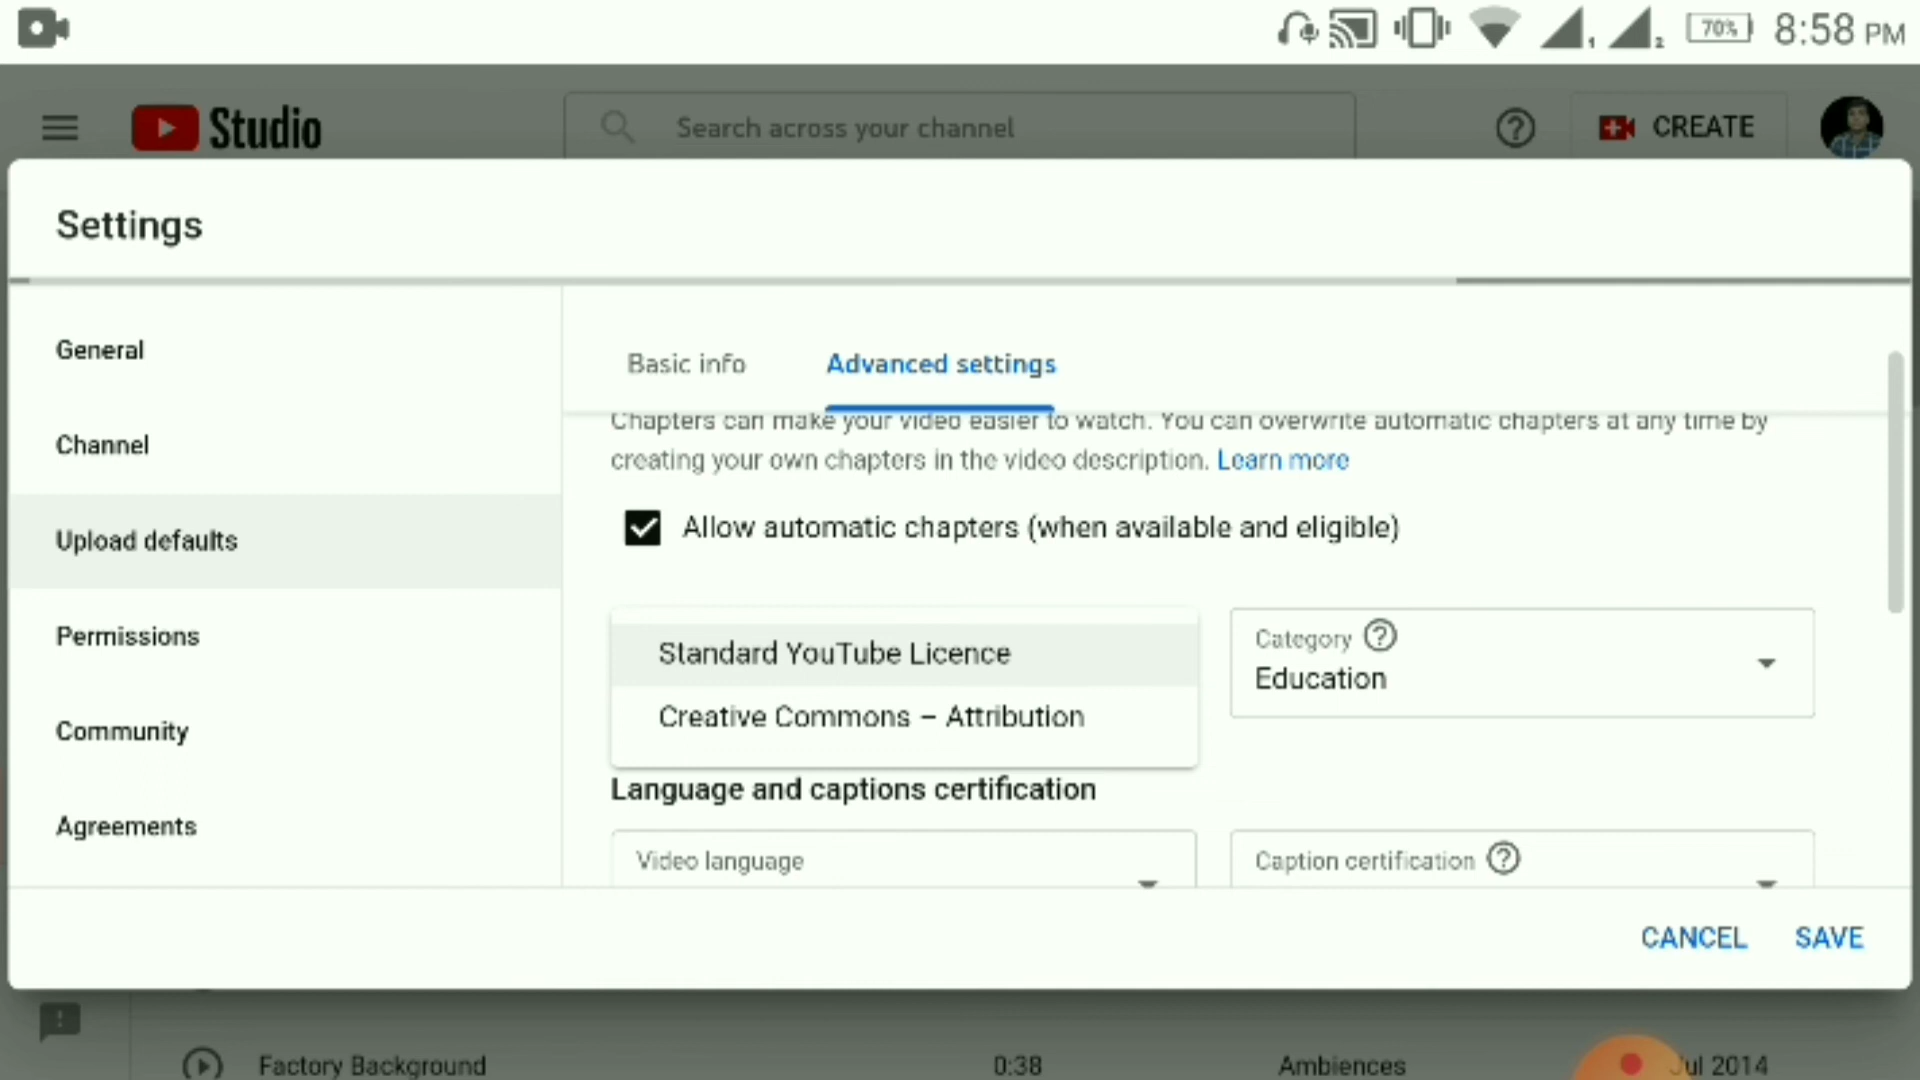 70% 8:58 PM
Studio
Search across your channel
CREATE
Settings
General
Channel
Upload defaults
Permissions
Community
Agreements
Basic info
Advanced settings
Chapters can make your video easier to watch. You can overwrite automatic chapters at any time by
creating your own chapters in the video description. Learn more
Allow automatic chapters (when available and eligible)
Standard YouTube Licence
Creative Commons – Attribution
Category
Education
Language and captions certification
Video language
Caption certification
CANCEL
SAVE
Factory Background
0:38
Ambiences
Jul 2014